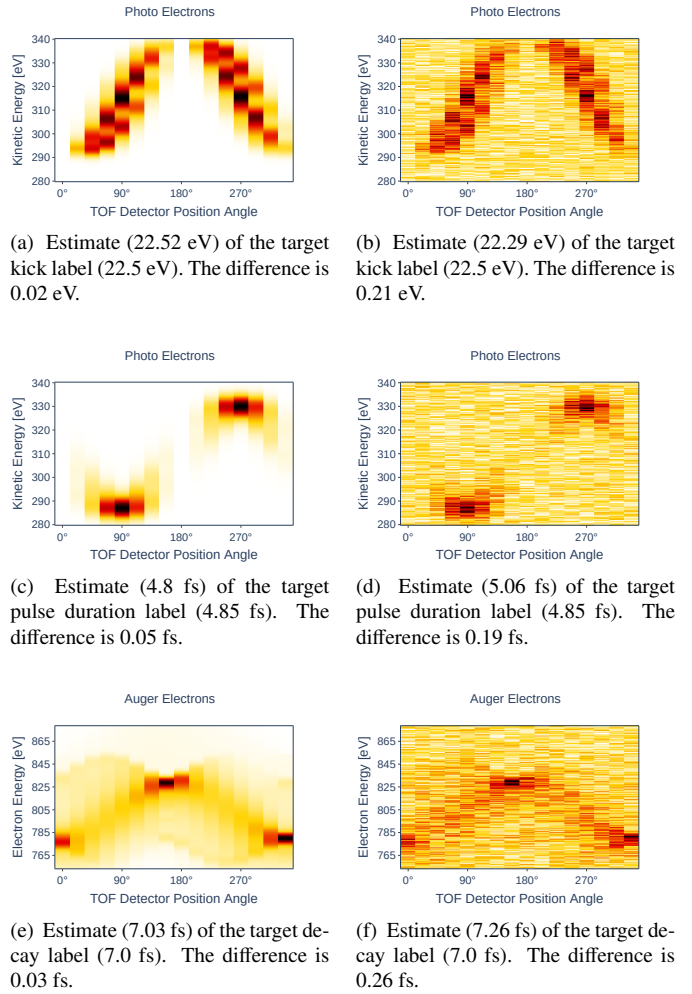 Photo Electrons
Kinetic Energy [eV]
340
330
320
310
300
290
280
0°
90°
180°
270°
TOF Detector Position Angle
(a) Estimate (22.52 eV) of the target
kick label (22.5 eV). The difference is
0.02 eV.
Photo Electrons
Kinetic Energy [eV]
340
330
320
310
300
290
280
0°
90°
180°
270°
TOF Detector Position Angle
(b) Estimate (22.29 eV) of the target
kick label (22.5 eV). The difference is
0.21 eV.
Photo Electrons
Kinetic Energy [eV]
340
330
320
310
300
290
280
0°
90°
180°
270°
TOF Detector Position Angle
(c) Estimate (4.8 fs) of the target
pulse duration label (4.85 fs). The
difference is 0.05 fs.
Photo Electrons
Kinetic Energy [eV]
340
330
320
310
300
290
280
0°
90°
180°
270°
TOF Detector Position Angle
(d) Estimate (5.06 fs) of the target
pulse duration label (4.85 fs). The
difference is 0.19 fs.
Auger Electrons
Electron Energy [eV]
865
845
825
805
785
765
0°
90°
180°
270°
TOF Detector Position Angle
(e) Estimate (7.03 fs) of the target de-
cay label (7.0 fs). The difference is
0.03 fs.
Auger Electrons
Electron Energy [eV]
865
845
825
805
785
765
0°
90°
180°
270°
TOF Detector Position Angle
(f) Estimate (7.26 fs) of the target de-
cay label (7.0 fs). The difference is
0.26 fs.